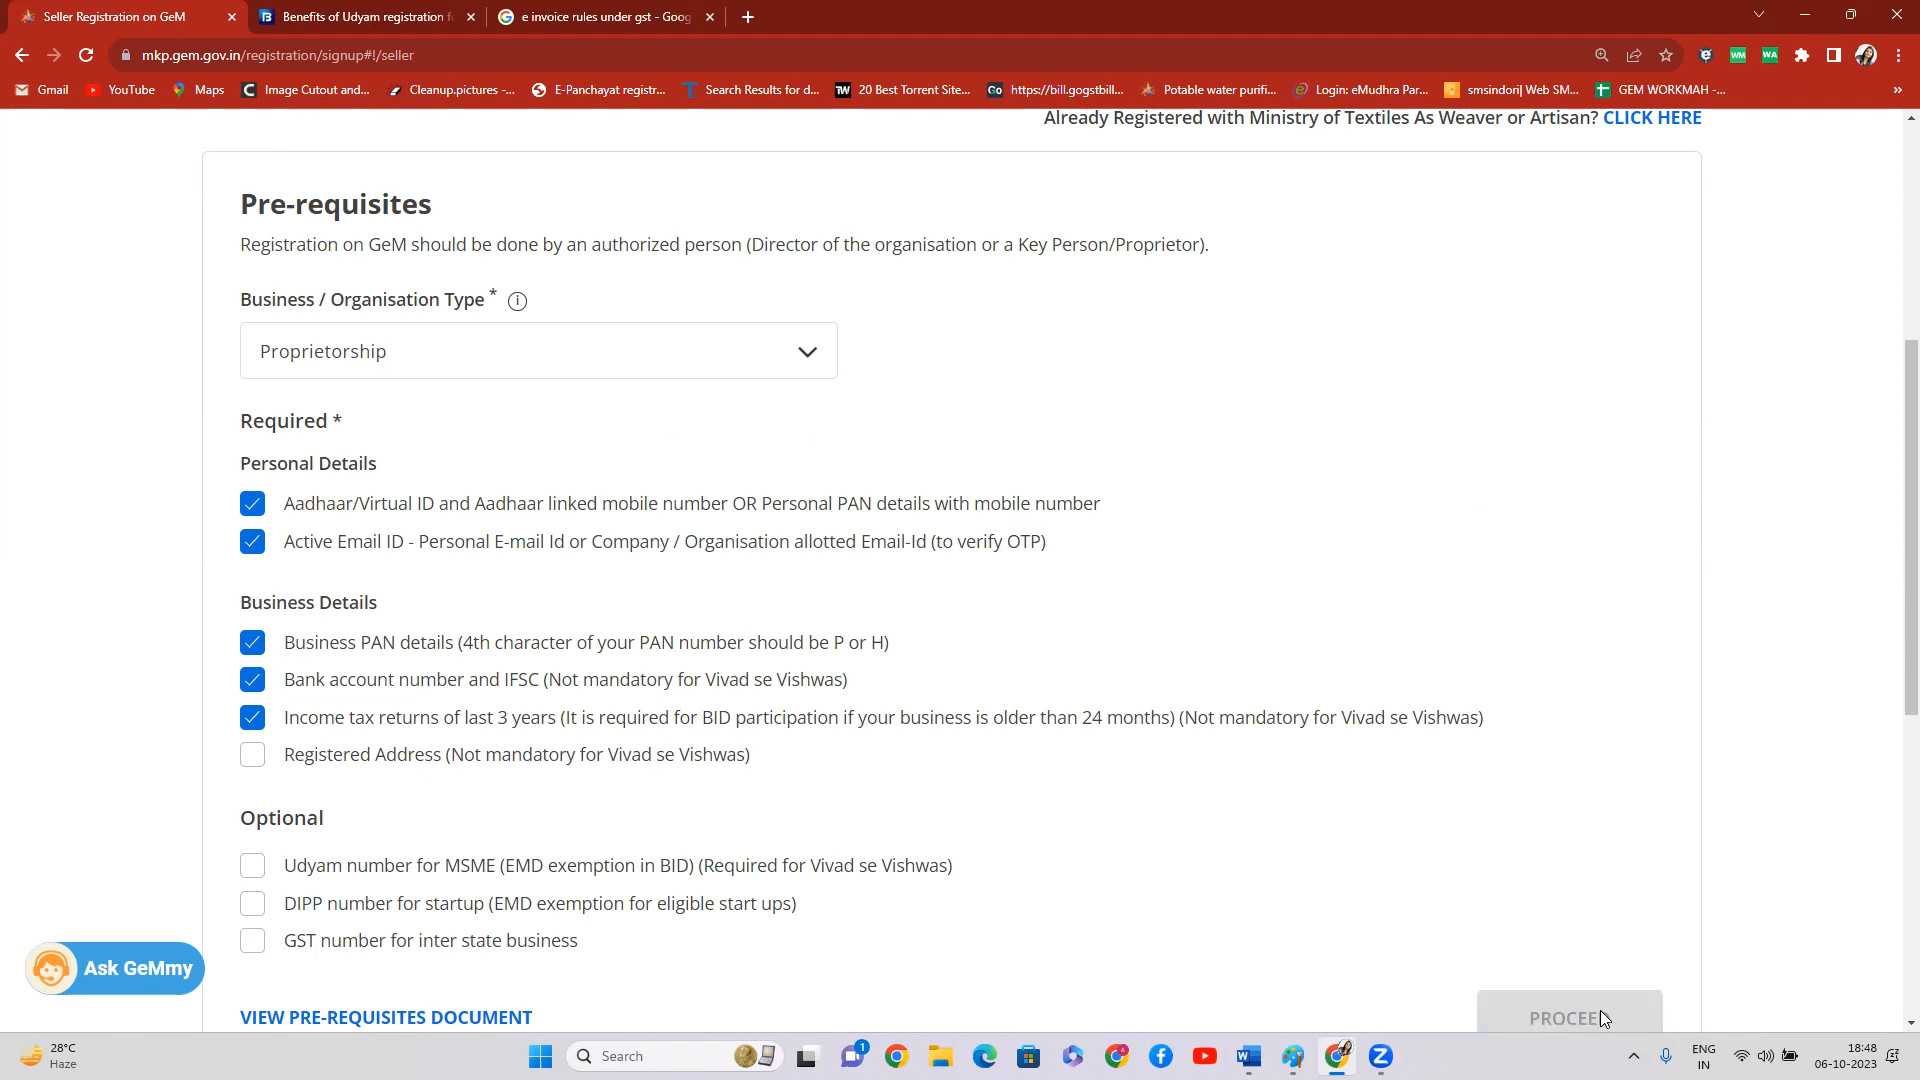 Seller Registration on GeM
Benefits of Udyam registration f
e invoice rules under gst - Goog
mkp.gem.gov.in/registration/signup#!/seller
Gmail
YouTube
Maps
Image Cutout and...
Cleanup.pictures -...
E-Panchayat registr...
Search Results for d...
20 Best Torrent Site...
https://bill.gogstbill...
Potable water purifi...
Login: eMudhra Par...
smsindori| Web SM...
GEM WORKMAH -...
»
Already Registered with Ministry of Textiles As Weaver or Artisan? CLICK HERE
Pre-requisites
Registration on GeM should be done by an authorized person (Director of the organisation or a Key Person/Proprietor).
Business / Organisation Type *
Proprietorship
Required *
Personal Details
Aadhaar/Virtual ID and Aadhaar linked mobile number OR Personal PAN details with mobile number
Active Email ID - Personal E-mail Id or Company / Organisation allotted Email-Id (to verify OTP)
Business Details
Business PAN details (4th character of your PAN number should be P or H)
Bank account number and IFSC (Not mandatory for Vivad se Vishwas)
Income tax returns of last 3 years (It is required for BID participation if your business is older than 24 months) (Not mandatory for Vivad se Vishwas)
Registered Address (Not mandatory for Vivad se Vishwas)
Optional
Udyam number for MSME (EMD exemption in BID) (Required for Vivad se Vishwas)
DIPP number for startup (EMD exemption for eligible start ups)
GST number for inter state business
Ask GeMmy
VIEW PRE-REQUISITES DOCUMENT
PROCEE
28°C
Haze
Search
1
ENG
IN
18:48
06-10-2023